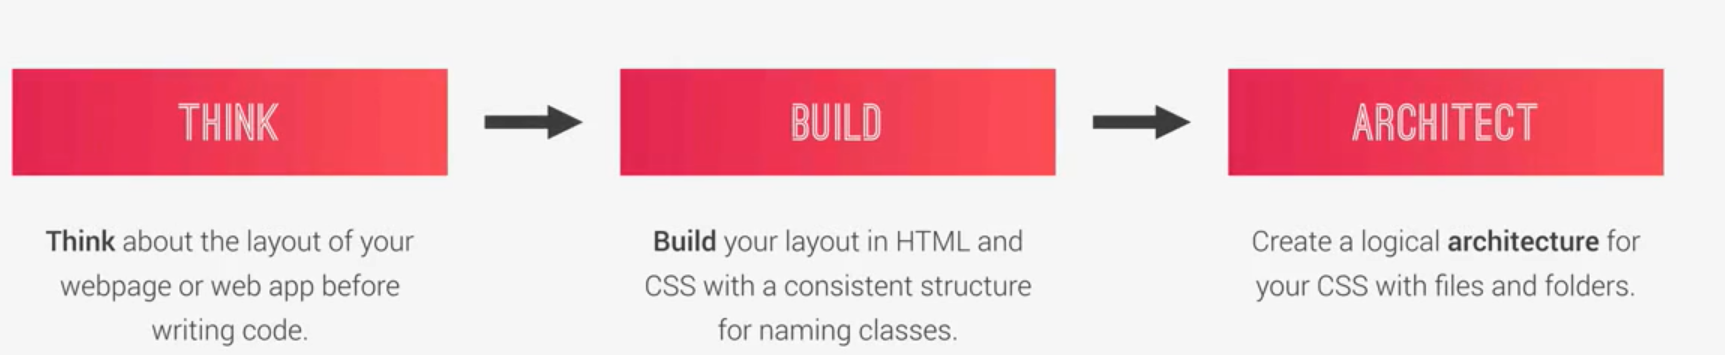 THINK
BUILD
ARCHITECT
Think about the layout of your
webpage or web app before
writing code.
Build your layout in HTML and
CSS with a consistent structure
for naming classes.
Create a logical architecture for
your CSS with files and folders.